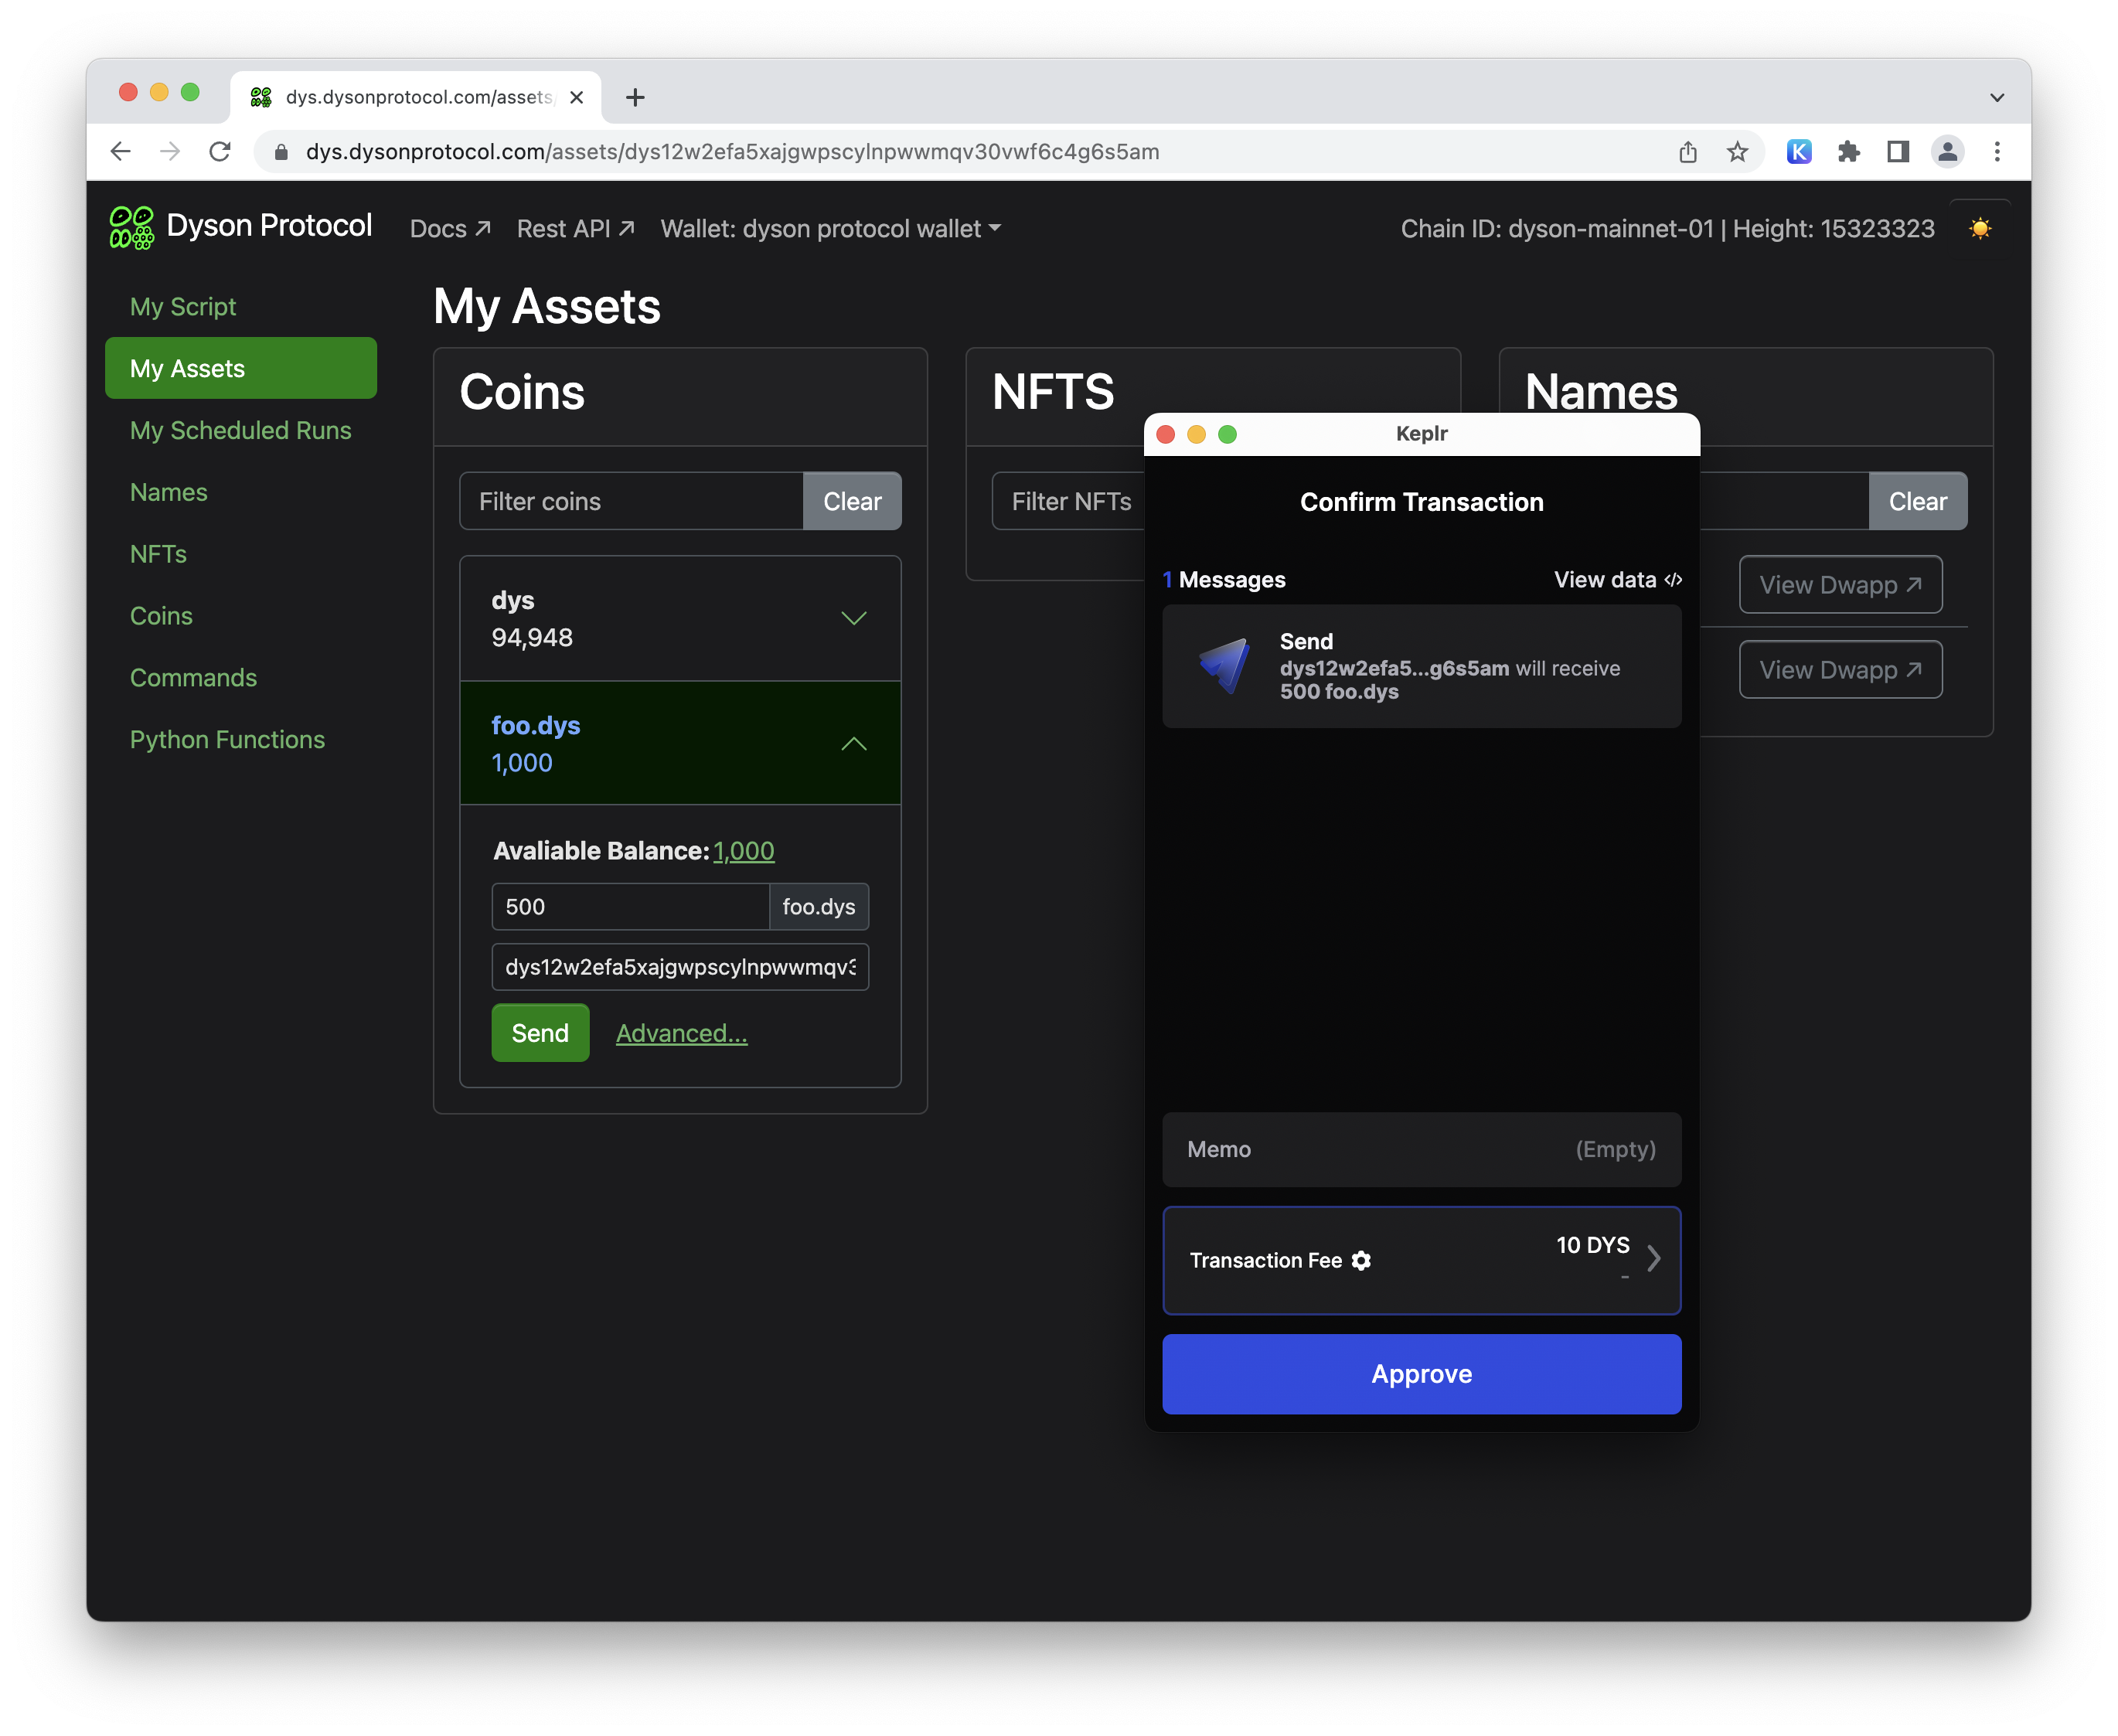 dys.dysonprotocol.com/assets/
dys.dysonprotocol.com/assets/dys12w2efa5xajgwpscylnpwwmqv30vwf6c4g6s5am
K
Dyson Protocol
Docs
Rest API
Wallet: dyson protocol wallet
Chain ID: dyson-mainnet-01 | Height: 15323323
My Script
My Assets
My Scheduled Runs
Names
NFTs
Coins
Commands
Python Functions
My Assets
Coins
Filter coins
Clear
dys
94,948
foo.dys
1,000
Avaliable Balance: 1,000
500
foo.dys
dys12w2efa5xajgwpscylnpwwmqv3
Send
Advanced...
NFTS
Filter NFTs
Names
Clear
View Dwapp
View Dwapp
Keplr
Confirm Transaction
1 Messages
View data </>
Send
dys12w2efa5...g6s5am will receive
500 foo.dys
Memo
(Empty)
Transaction Fee
10 DYS
-
Approve